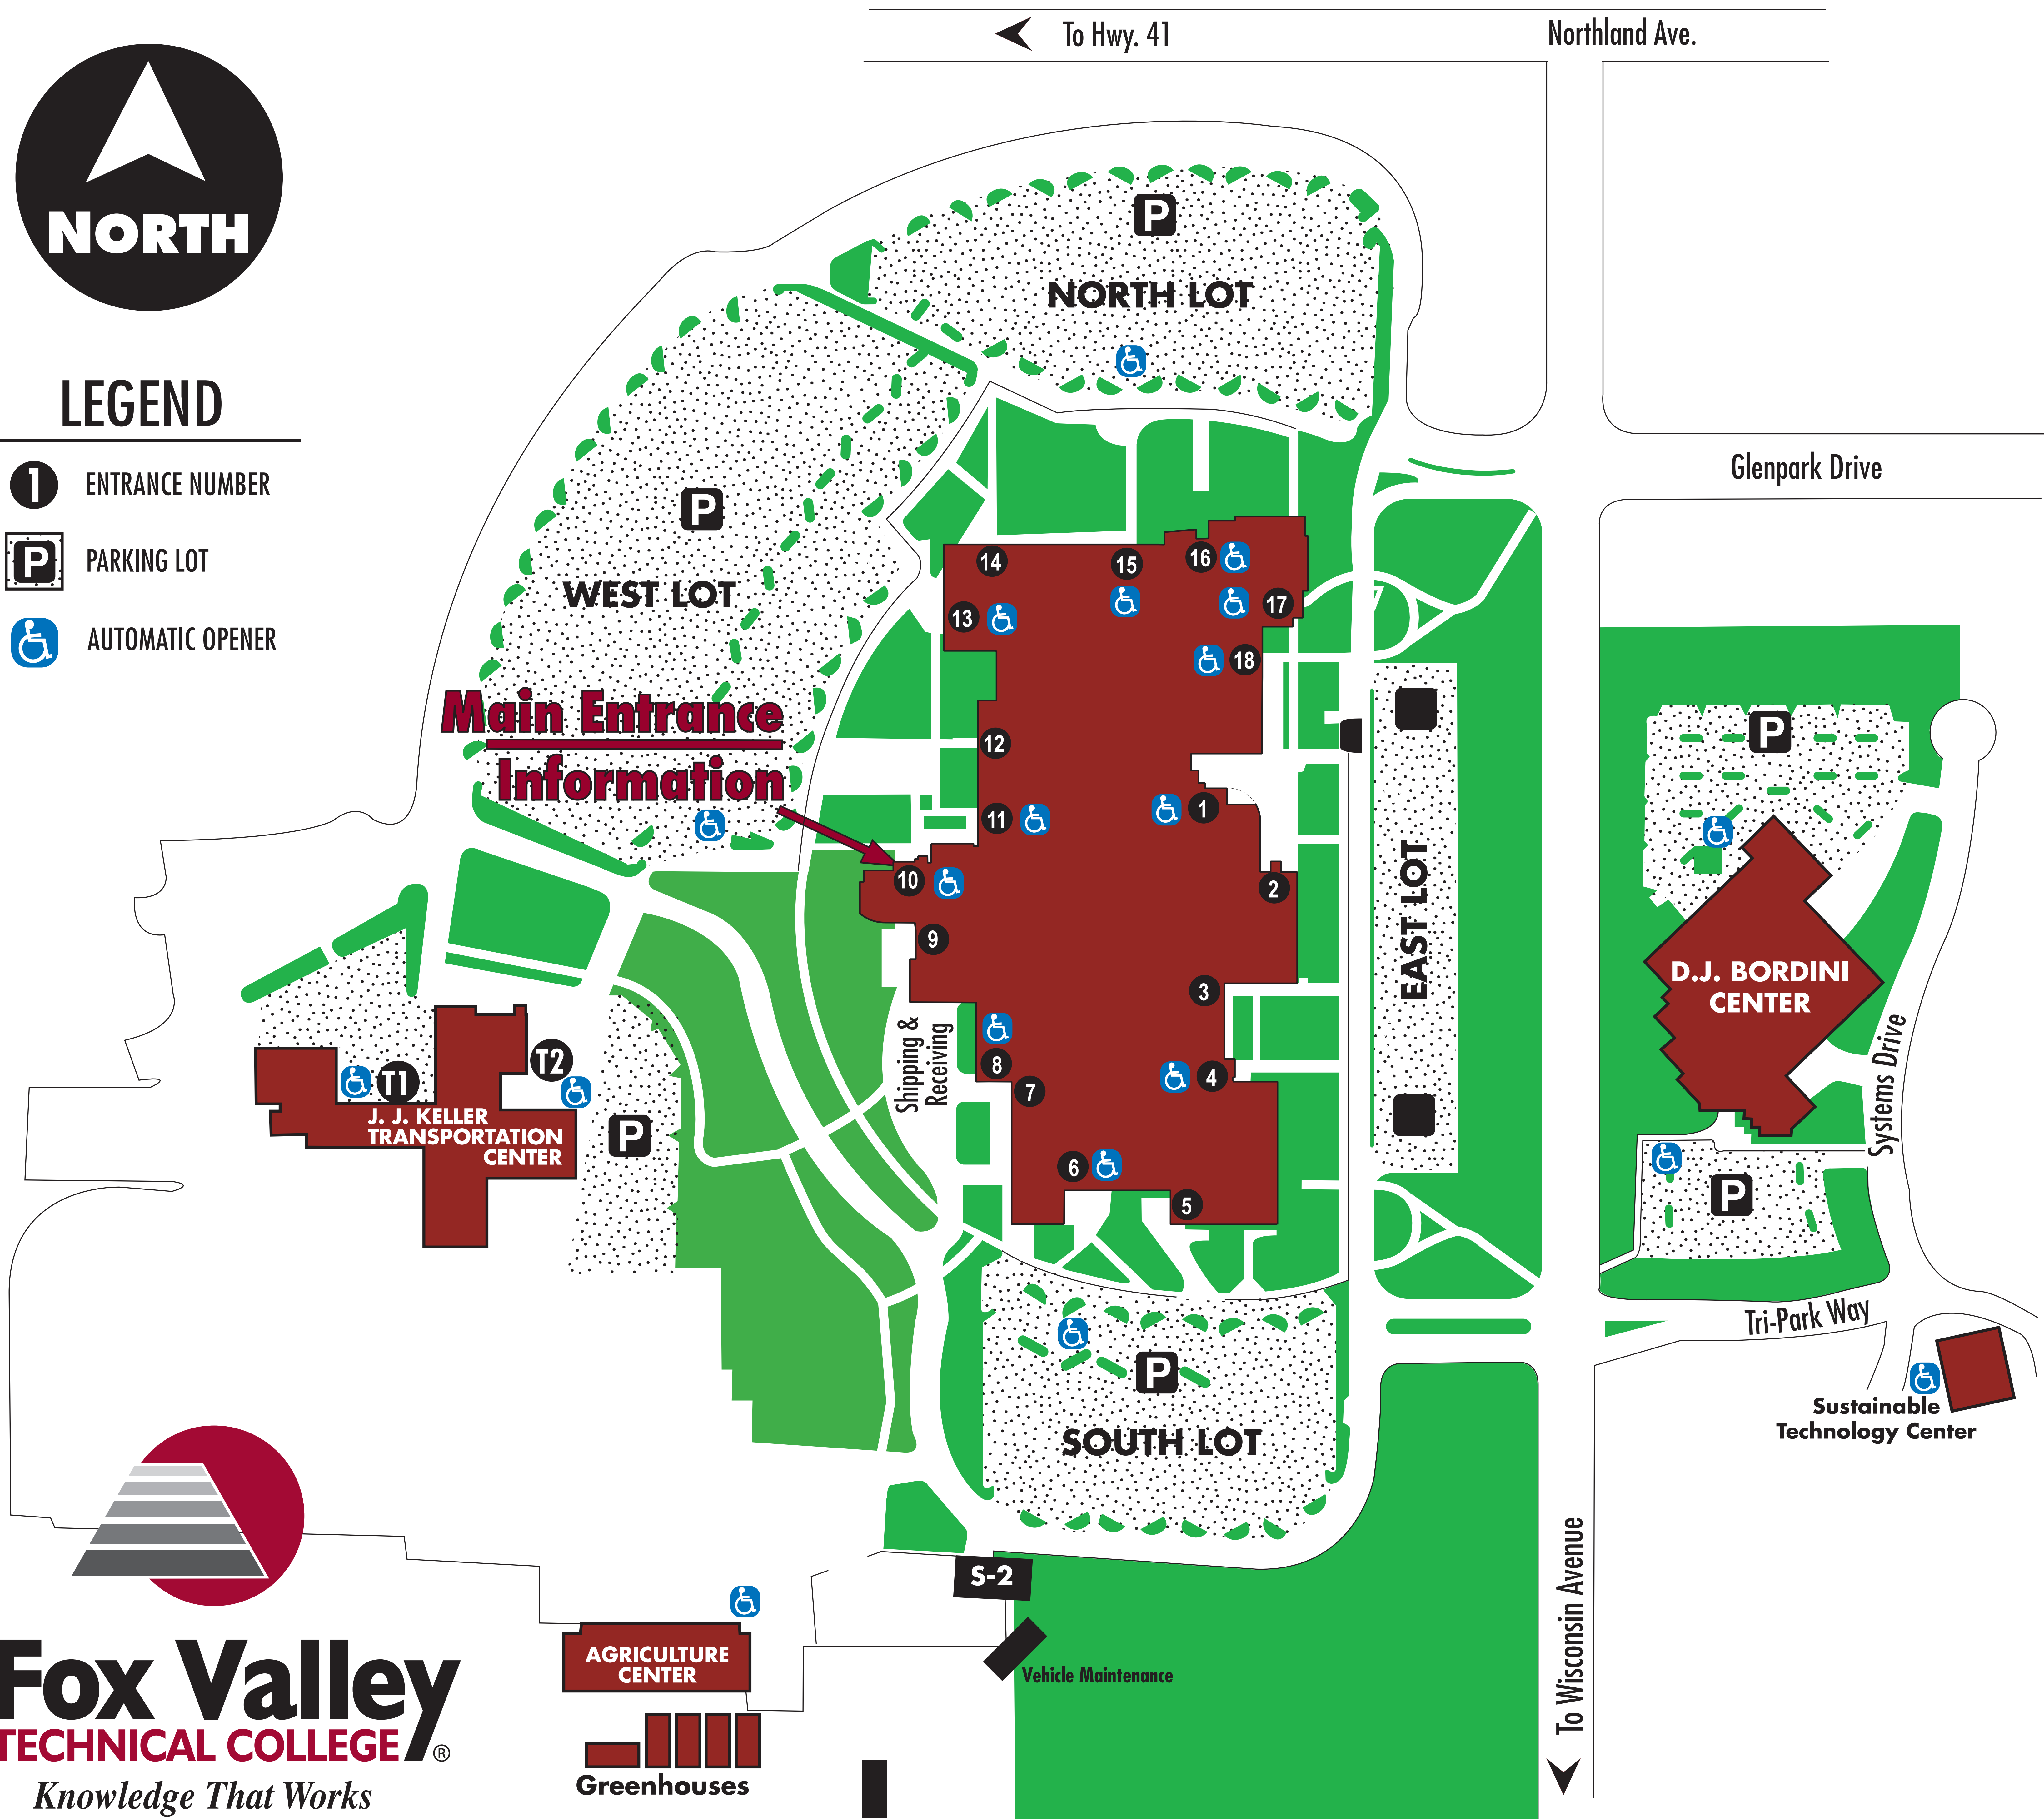 To Hwy. 41
Northland Ave.
NORTH
LEGEND
1 ENTRANCE NUMBER
P PARKING LOT
AUTOMATIC OPENER
P
NORTH LOT
Glenpark Drive
P
WEST LOT
Main Entrance
Information
14
15
16
13
17
18
12
11
1
10
2
9
3
8
7
4
6
5
EAST LOT
Shipping &
Receiving
P
D.J. BORDINI
CENTER
Systems Drive
P
T1
T2
J. J. KELLER
TRANSPORTATION
CENTER
P
Tri-Park Way
P
SOUTH LOT
Sustainable
Technology Center
To Wisconsin Avenue
S-2
Vehicle Maintenance
AGRICULTURE
CENTER
Greenhouses
Fox Valley
TECHNICAL COLLEGE®
Knowledge That Works